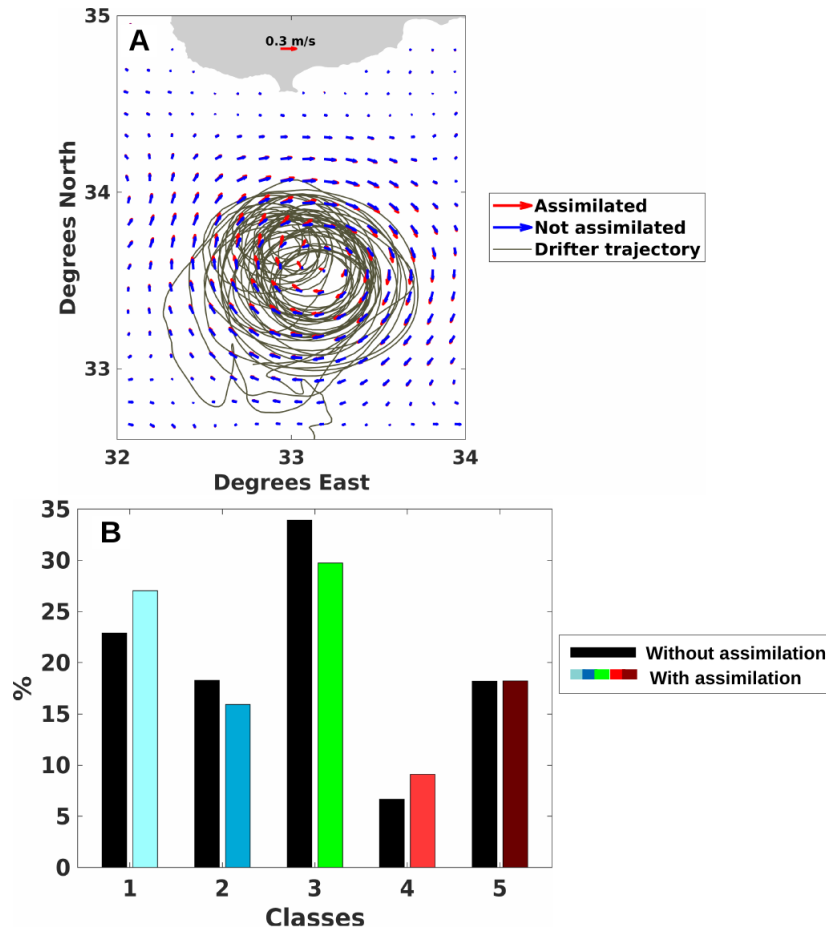 35
A
0.3 m/s
34
33
Degrees North
32
33
34
Degrees East
Assimilated
Not assimilated
Drifter trajectory
B
35
30
25
20
15
10
5
0
%
1
2
3
4
5
Classes
Without assimilation
With assimilation